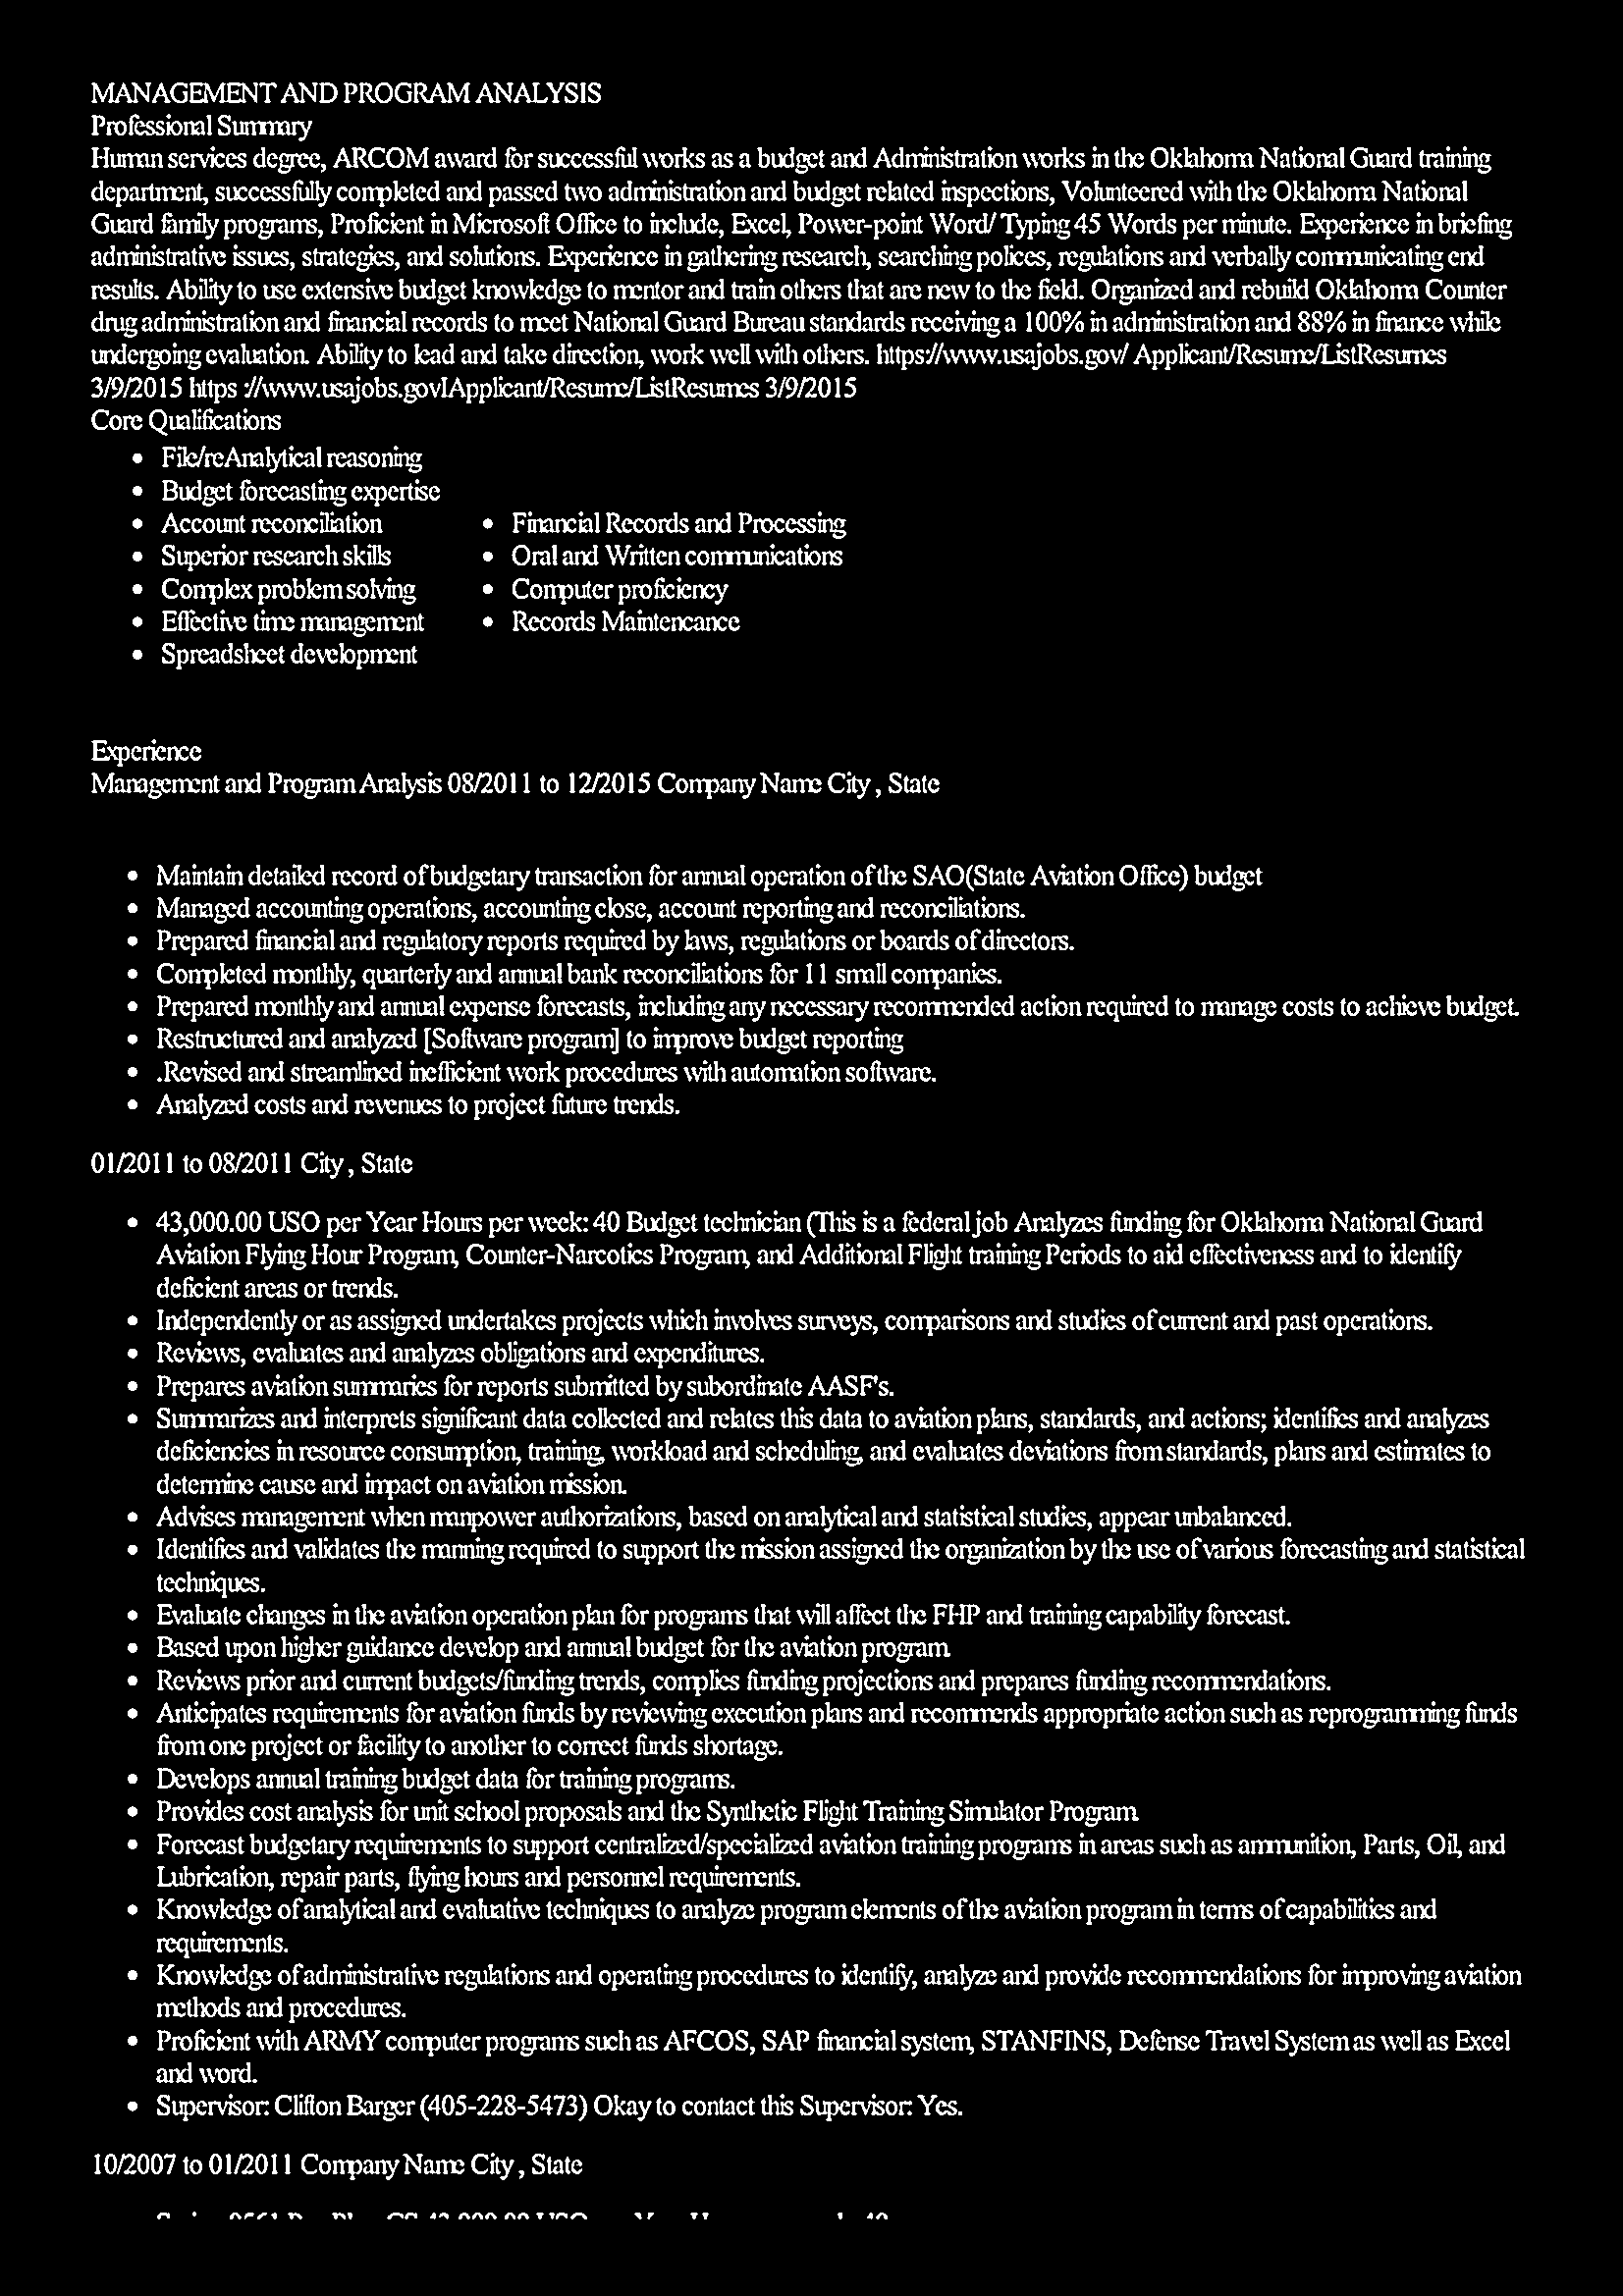 MANAGEMENT AND PROGRAM ANALYSIS
Professional Summary
Human services degree, ARCOM award for successful works as a budget and Administration works in the Oklahoma National Guard training
department, successfully completed and passed two administration and budget related inspections, Volunteered with the Oklahoma National
Guard family programs, Proficient in Microsoft Office to include, Excel, Power-point Word/ Typing 45 Words per minute. Experience in briefing
administrative issues, strategies, and solutions. Experience in gathering research, searching polices, regulations and verbally communicating end
results. Ability to use extensive budget knowledge to mentor and train others that are new to the field. Organized and rebuild Oklahoma Counter
drug administration and financial records to meet National Guard Bureau standards receiving a 100% in administration and 88% in finance while
undergoing evaluation. Ability to lead and take direction, work well with others. https://www.usajobs.gov/ Applicant/Resume/ListResumes
3/9/2015 https ://www.usajobs.govIApplicant/Resume/ListResumes 3/9/2015
Core Qualifications
• File/reAnalytical reasoning
• Budget forecasting expertise
• Account reconciliation • Financial Records and Processing
• Superior research skills • Oral and Written communications
• Complex problem solving • Computer proficiency
• Effective time management • Records Maintencance
• Spreadsheet development
Experience
Management and Program Analysis 08/2011 to 12/2015 Company Name City , State
• Maintain detailed record of budgetary transaction for annual operation of the SAO(State Aviation Office) budget
• Managed accounting operations, accounting close, account reporting and reconciliations.
• Prepared financial and regulatory reports required by laws, regulations or boards of directors.
• Completed monthly, quarterly and annual bank reconciliations for 11 small companies.
• Prepared monthly and annual expense forecasts, including any necessary recommended action required to manage costs to achieve budget.
• Restructured and analyzed [Software program] to improve budget reporting
• .Revised and streamlined inefficient work procedures with automation software.
• Analyzed costs and revenues to project future trends.
01/2011 to 08/2011 City , State
• 43,000.00 USO per Year Hours per week: 40 Budget technician (This is a federal job Analyzes funding for Oklahoma National Guard
Aviation Flying Hour Program, Counter-Narcotics Program, and Additional Flight training Periods to aid effectiveness and to identify
deficient areas or trends.
• Independently or as assigned undertakes projects which involves surveys, comparisons and studies of current and past operations.
• Reviews, evaluates and analyzes obligations and expenditures.
• Prepares aviation summaries for reports submitted by subordinate AASF's.
• Summarizes and interprets significant data collected and relates this data to aviation plans, standards, and actions; identifies and analyzes
deficiencies in resource consumption, training, workload and scheduling, and evaluates deviations from standards, plans and estimates to
determine cause and impact on aviation mission.
• Advises management when manpower authorizations, based on analytical and statistical studies, appear unbalanced.
• Identifies and validates the manning required to support the mission assigned the organization by the use of various forecasting and statistical
techniques.
• Evaluate changes in the aviation operation plan for programs that will affect the FHP and training capability forecast.
• Based upon higher guidance develop and annual budget for the aviation program.
• Reviews prior and current budgets/funding trends, complies funding projections and prepares funding recommendations.
• Anticipates requirements for aviation funds by reviewing execution plans and recommends appropriate action such as reprogramming funds
from one project or facility to another to correct funds shortage.
• Develops annual training budget data for training programs.
• Provides cost analysis for unit school proposals and the Synthetic Flight Training Simulator Program.
• Forecast budgetary requirements to support centralized/specialized aviation training programs in areas such as ammunition, Parts, Oil, and
Lubrication, repair parts, flying hours and personnel requirements.
• Knowledge of analytical and evaluative techniques to analyze program elements of the aviation program in terms of capabilities and
requirements.
• Knowledge of administrative regulations and operating procedures to identify, analyze and provide recommendations for improving aviation
methods and procedures.
• Proficient with ARMY computer programs such as AFCOS, SAP financial system, STANFINS, Defense Travel System as well as Excel
and word.
• Supervisor: Clifton Barger (405-228-5473) Okay to contact this Supervisor: Yes.
10/2007 to 01/2011 Company Name City , State